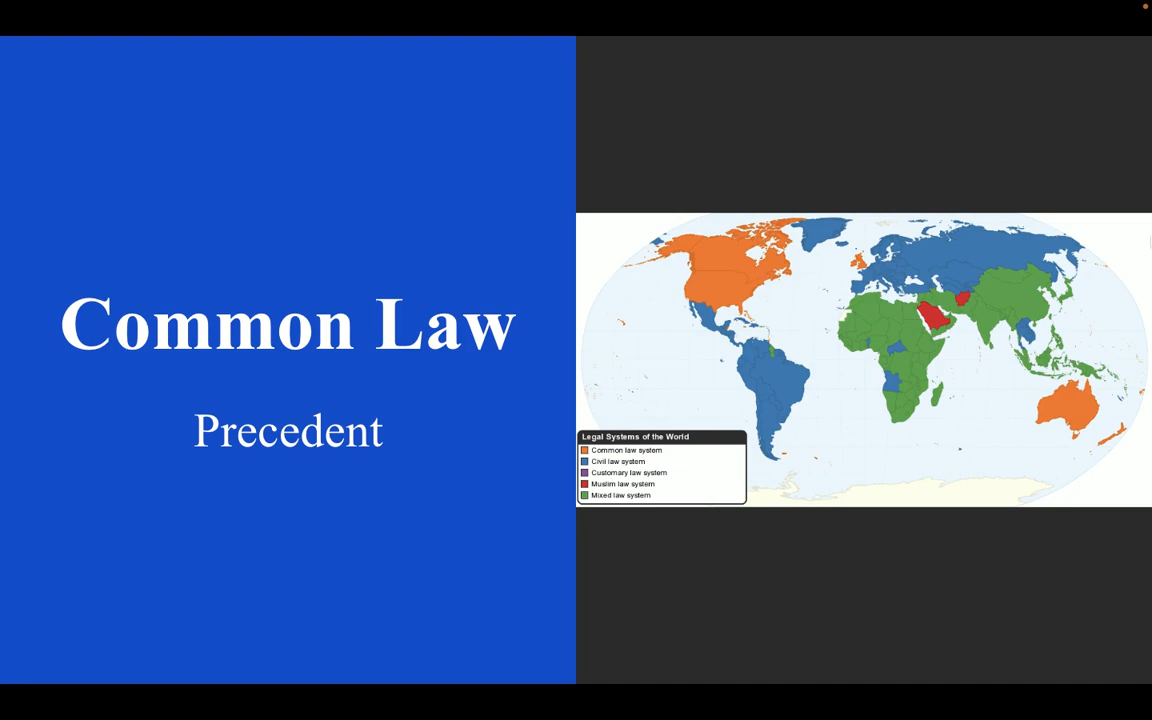 Common Law
Precedent
Legal Systems of the World
Common law system
Civil law system
Customary law system
Muslim law system
Mixed law system